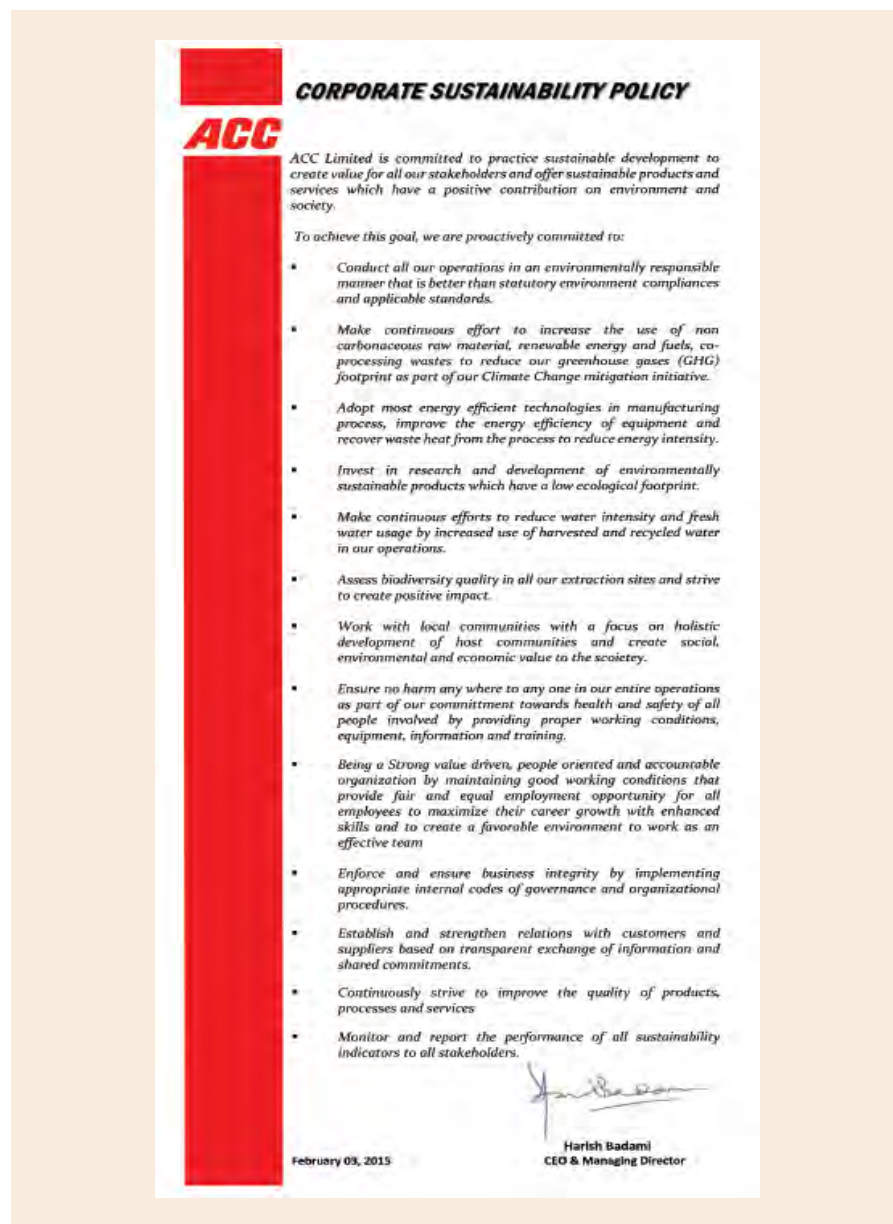 CORPORATE SUSTAINABILITY POLICY
ACC
ACC Limited is committed to practice sustainable development to
create value for all our stakeholders and offer sustainable products and
services which have a positive contribution on environment and
society.
To achieve this goal, we are proactively committed to:
▪ Conduct all our operations in an environmentally responsible
manner that is better than statutory environment compliances
and applicable standards.
▪ Make continuous effort to increase the use of non
carbonaceous raw material, renewable energy and fuels, co-
processing wastes to reduce our greenhouse gases (GHG)
footprint as part of our Climate Change mitigation initiative.
▪ Adopt most energy efficient technologies in manufacturing
process, improve the energy efficiency of equipment and
recover waste heat from the process to reduce energy intensity.
▪ Invest in research and development of environmentally
sustainable products which have a low ecological footprint.
▪ Make continuous efforts to reduce water intensity and fresh
water usage by increased use of harvested and recycled water
in our operations.
▪ Assess biodiversity quality in all our extraction sites and strive
to create positive impact.
▪ Work with local communities with a focus on holistic
development of host communities and create social,
environmental and economic value to the scoietey.
▪ Ensure no harm any where to any one in our entire operations
as part of our committment towards health and safety of all
people involved by providing proper working conditions,
equipment, information and training.
▪ Being a Strong value driven, people oriented and accountable
organization by maintaining good working conditions that
provide fair and equal employment opportunity for all
employees to maximize their career growth with enhanced
skills and to create a favorable environment to work as an
effective team
▪ Enforce and ensure business integrity by implementing
appropriate internal codes of governance and organizational
procedures.
▪ Establish and strengthen relations with customers and
suppliers based on transparent exchange of information and
shared commitments.
▪ Continuously strive to improve the quality of products,
processes and services
▪ Monitor and report the performance of all sustainability
indicators to all stakeholders.
Harish Badami
February 03, 2015 CEO & Managing Director